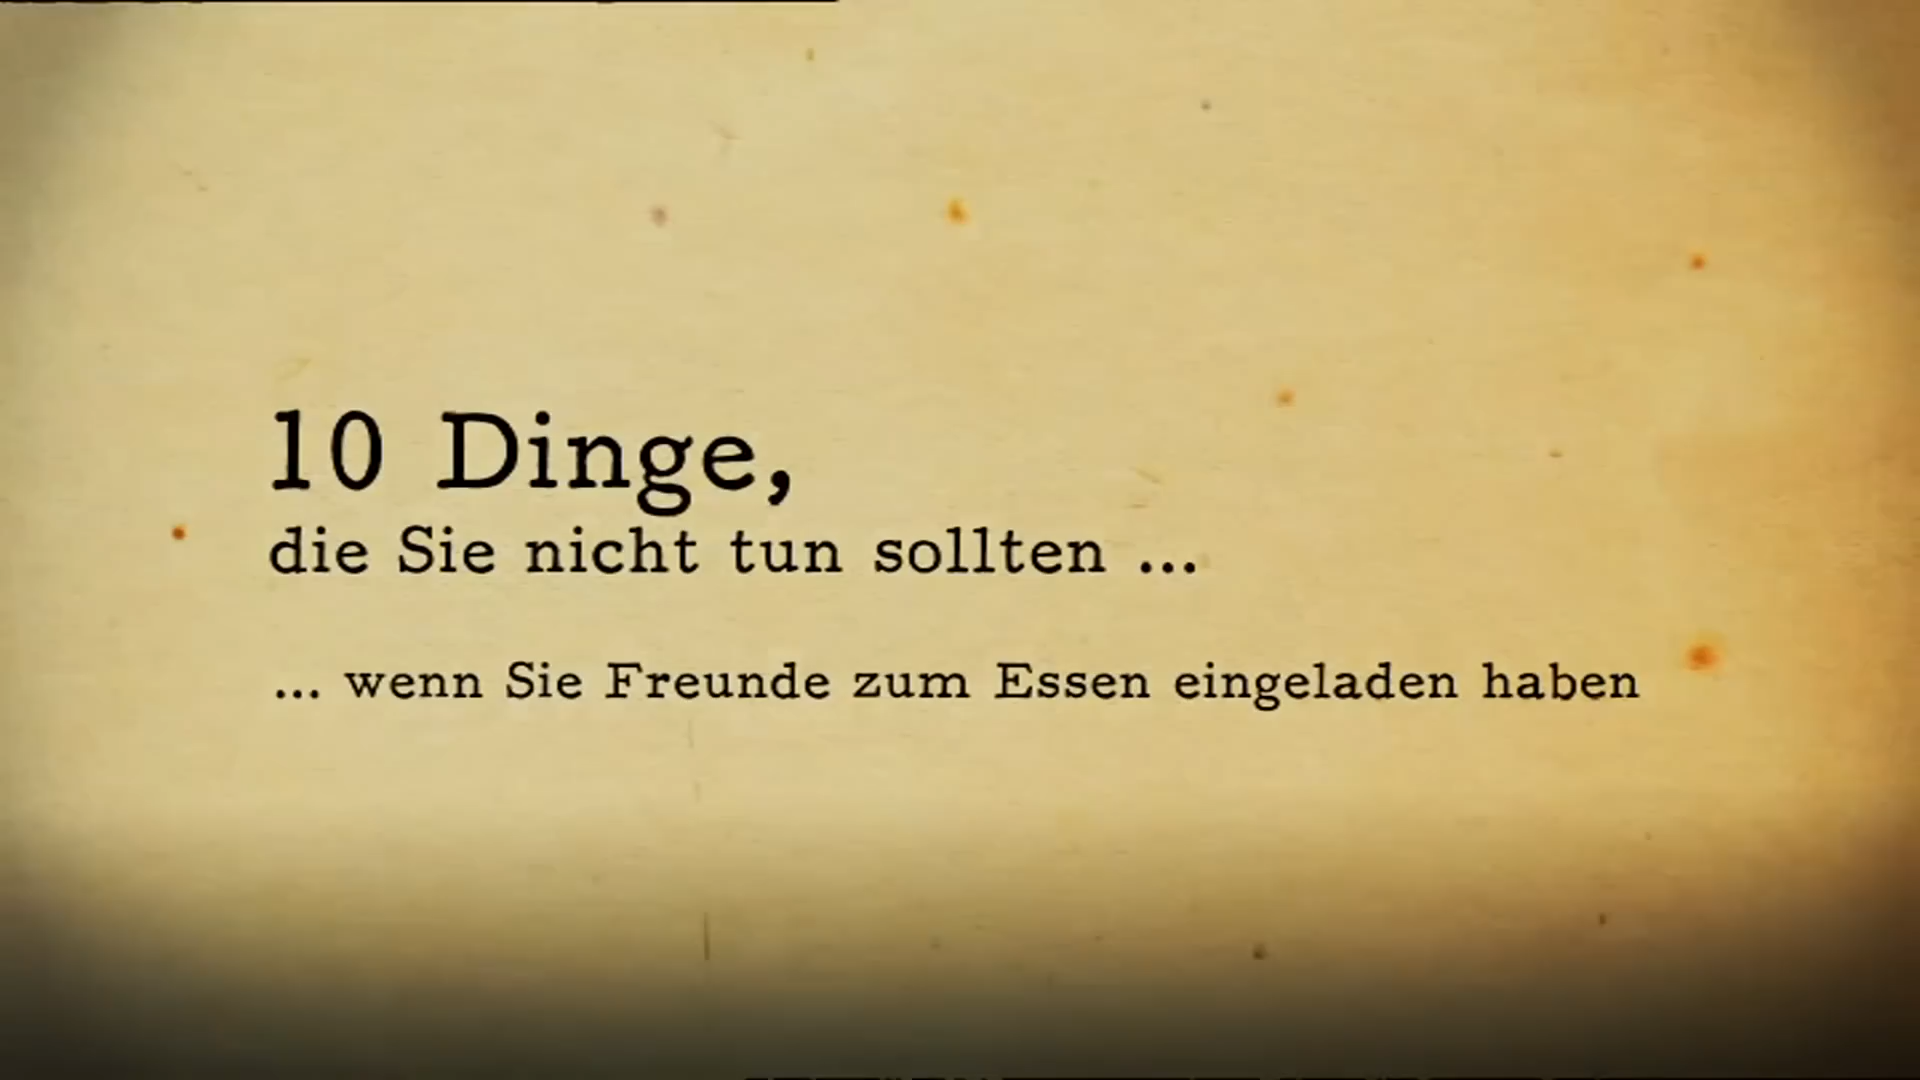 10 Dinge,
die Sie nicht tun sollten ...
... wenn Sie Freunde zum Essen eingeladen haben